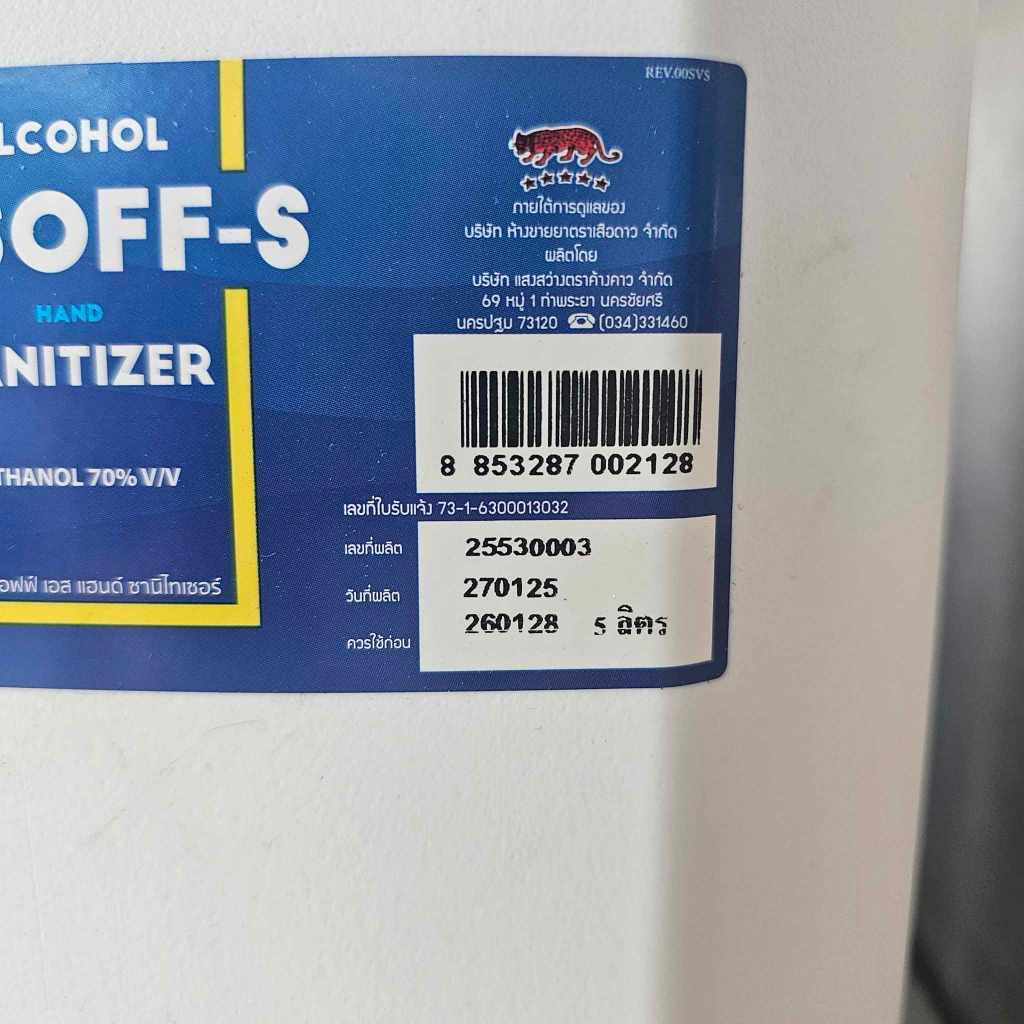 REV.00SVS
LCOHOL
SOFF-S
HAND
NITIZER
THANOL 70% V/V
อฟฟ์ เอส แฮนด์ ซานิไทเซอร์
ภายใต้การดูแลของ
บริษัท ห้างขายยาตราเสือดาว จำกัด
ผลิตโดย
บริษัท แสงสว่างตราค้างคาว จำกัด
69 หมู่ 1 ท่าพระยา นครชัยศรี
นครปฐม 73120 ☎ (034)331460
8 853287 002128
เลขที่ใบรับแจ้ง 73-1-6300013032
เลขที่ผลิต 25530003
วันที่ผลิต 270125
ควรใช้ก่อน 260128 5 ลิตร